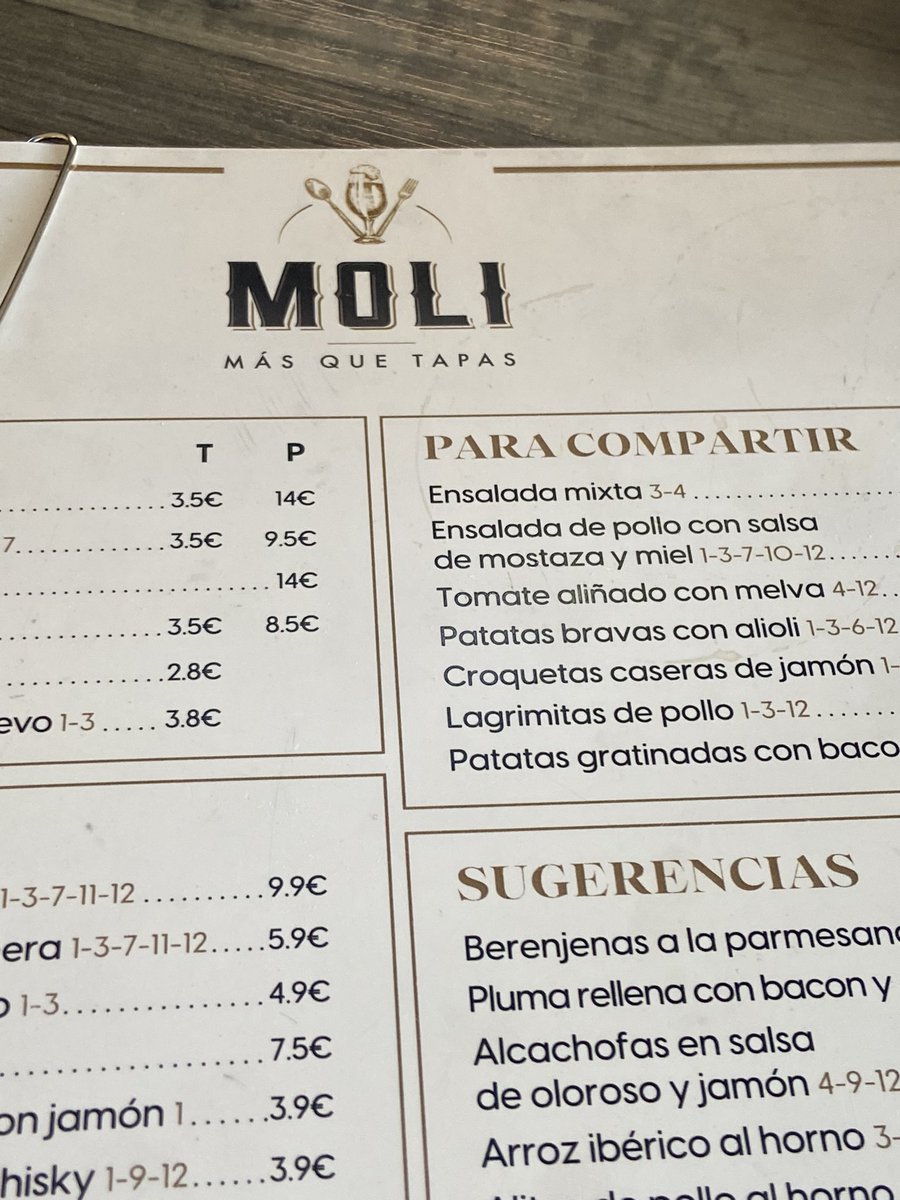 MOLI
MÁS QUE TAPAS
T P
3.5€ 14€
7 3.5€ 9.5€
14€
3.5€ 8.5€
2.8€
1-3 ..... 3.8€
1-3-7-11-12 .......... 9.9€
1-3-7-11-12 ..... 5.9€
1-3 ............... 4.9€
7.5€
jamón 1 ...... 3.9€
1-9-12 ...... 3.9€
PARA COMPARTIR
Ensalada mixta 3-4
Ensalada de pollo con salsa
de mostaza y miel 1-3-7-10-12
Tomate aliñado con melva 4-12
Patatas bravas con alioli 1-3-6-12
Croquetas caseras de jamón 1-
Lagrimitas de pollo 1-3-12
Patatas gratinadas con
SUGERENCIAS
Berenjenas a la
Pluma rellena con bacon y
Alcachofas en salsa
de oloroso y jamón 4-9-12
Arroz ibérico al horno 3-
de pollo al horno